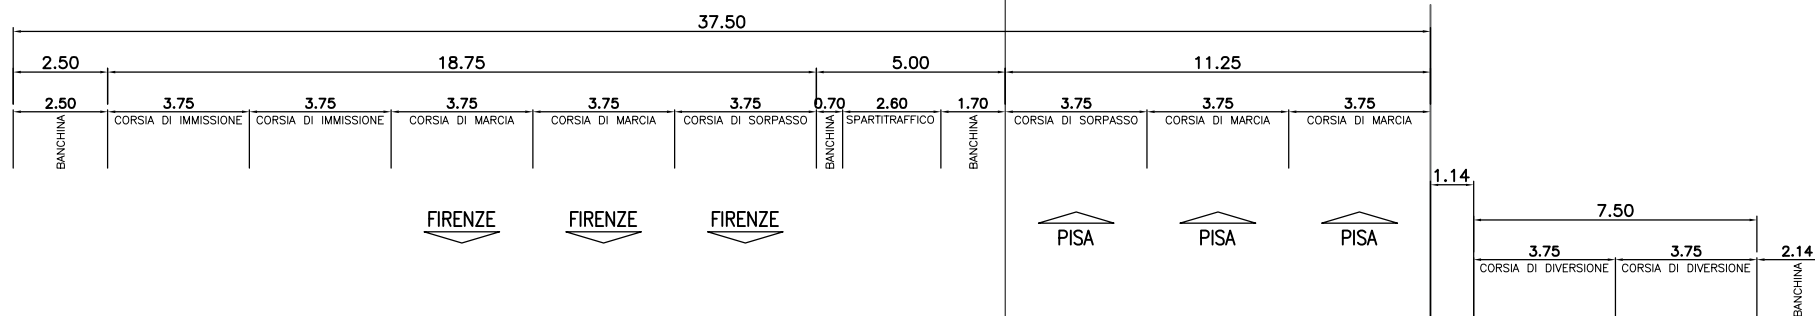 37.50
2.50 18.75 5.00 11.25
2.50 3.75 3.75 3.75 3.75 3.75 0.70 2.60 1.70 3.75 3.75 3.75
BANCHINA CORSIA DI IMMISSIONE CORSIA DI IMMISSIONE CORSIA DI MARCIA CORSIA DI MARCIA CORSIA DI SORPASSO BANCHINA SPARTITRAFFICO BANCHINA CORSIA DI SORPASSO CORSIA DI MARCIA CORSIA DI MARCIA
1.14
FIRENZE FIRENZE FIRENZE
7.50
PISA PISA PISA
3.75 3.75 2.14
CORSIA DI DIVERSIONE CORSIA DI DIVERSIONE BANCHINA